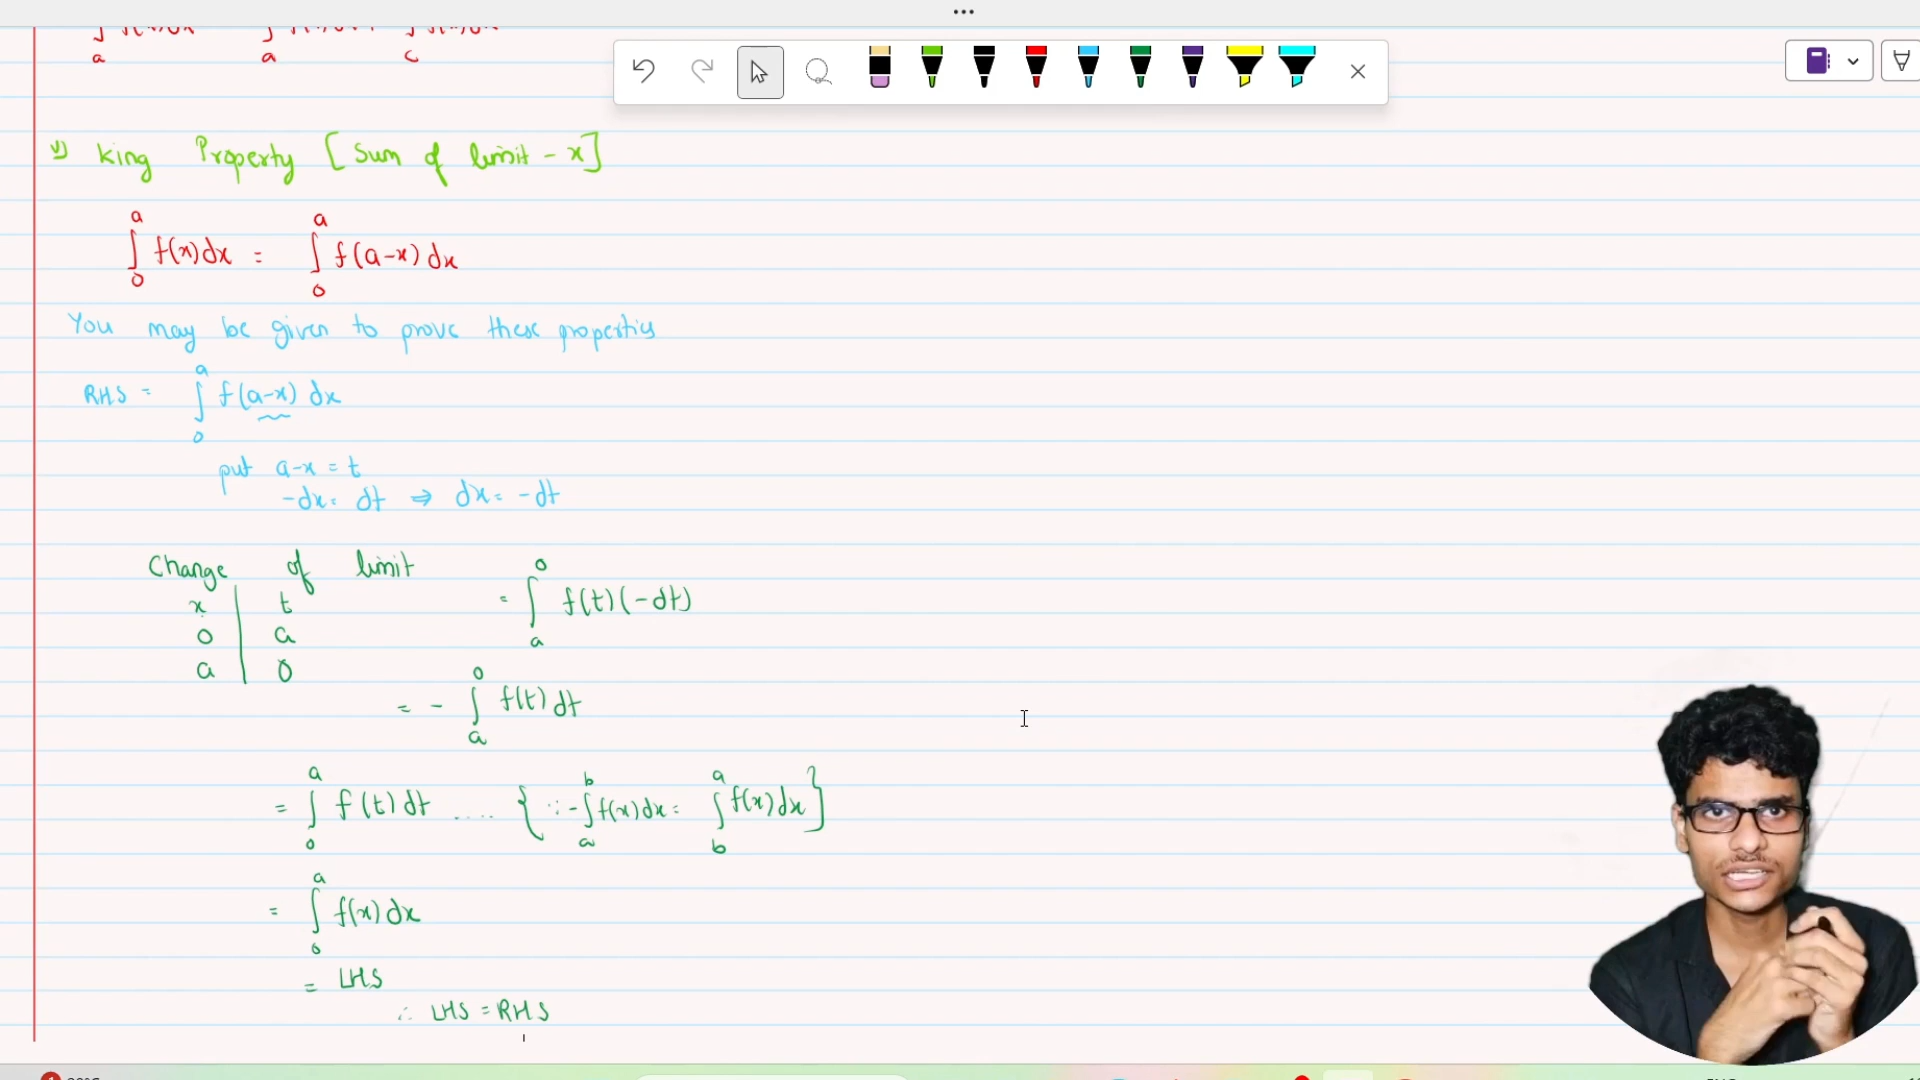 a a c
v) King Property [Sum of limit - x]
∫₀ᵃ f(x)dx = ∫₀ᵃ f(a-x) dx
You may be given to prove these properties
RHS = ∫₀ᵃ f(a-x) dx
put a-x = t
-dx = dt ⇒ dx = -dt
Change of limit
x | t
0 | a
a | 0
= ∫ₐ⁰ f(t)(-dt)
= - ∫ₐ⁰ f(t) dt
= ∫₀ᵃ f(t) dt .... { ∵ -∫ₐᵇ f(x)dx = ∫_bᵃ f(x)dx }
= ∫₀ᵃ f(x) dx
= LHS
∴ LHS = RHS